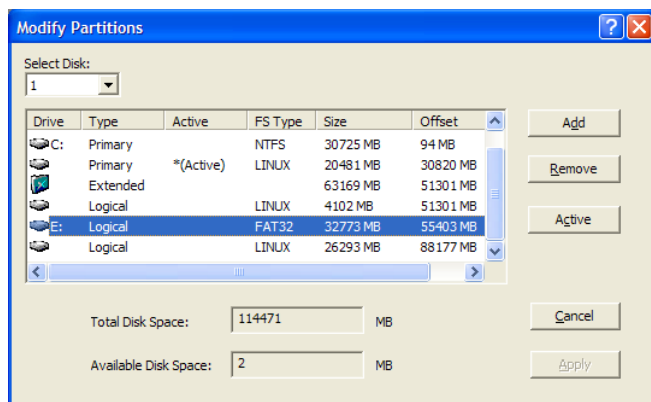 Modify Partitions
Select Disk:
1
Drive Type Active FS Type Size Offset
C: Primary NTFS 30725 MB 94 MB
Primary *(Active) LINUX 20481 MB 30820 MB
Extended 63169 MB 51301 MB
Logical LINUX 4102 MB 51301 MB
E: Logical FAT32 32773 MB 55403 MB
Logical LINUX 26293 MB 88177 MB
Add
Remove
Active
Total Disk Space: 114471 MB
Available Disk Space: 2 MB
Cancel
Apply